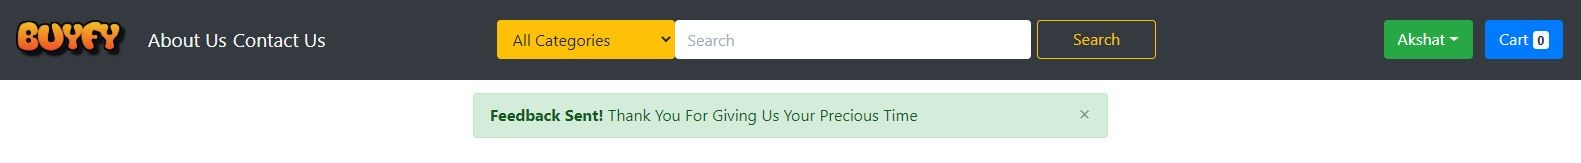 BUYFY About Us Contact Us All Categories Search Search Akshat Cart 0
Feedback Sent! Thank You For Giving Us Your Precious Time ×